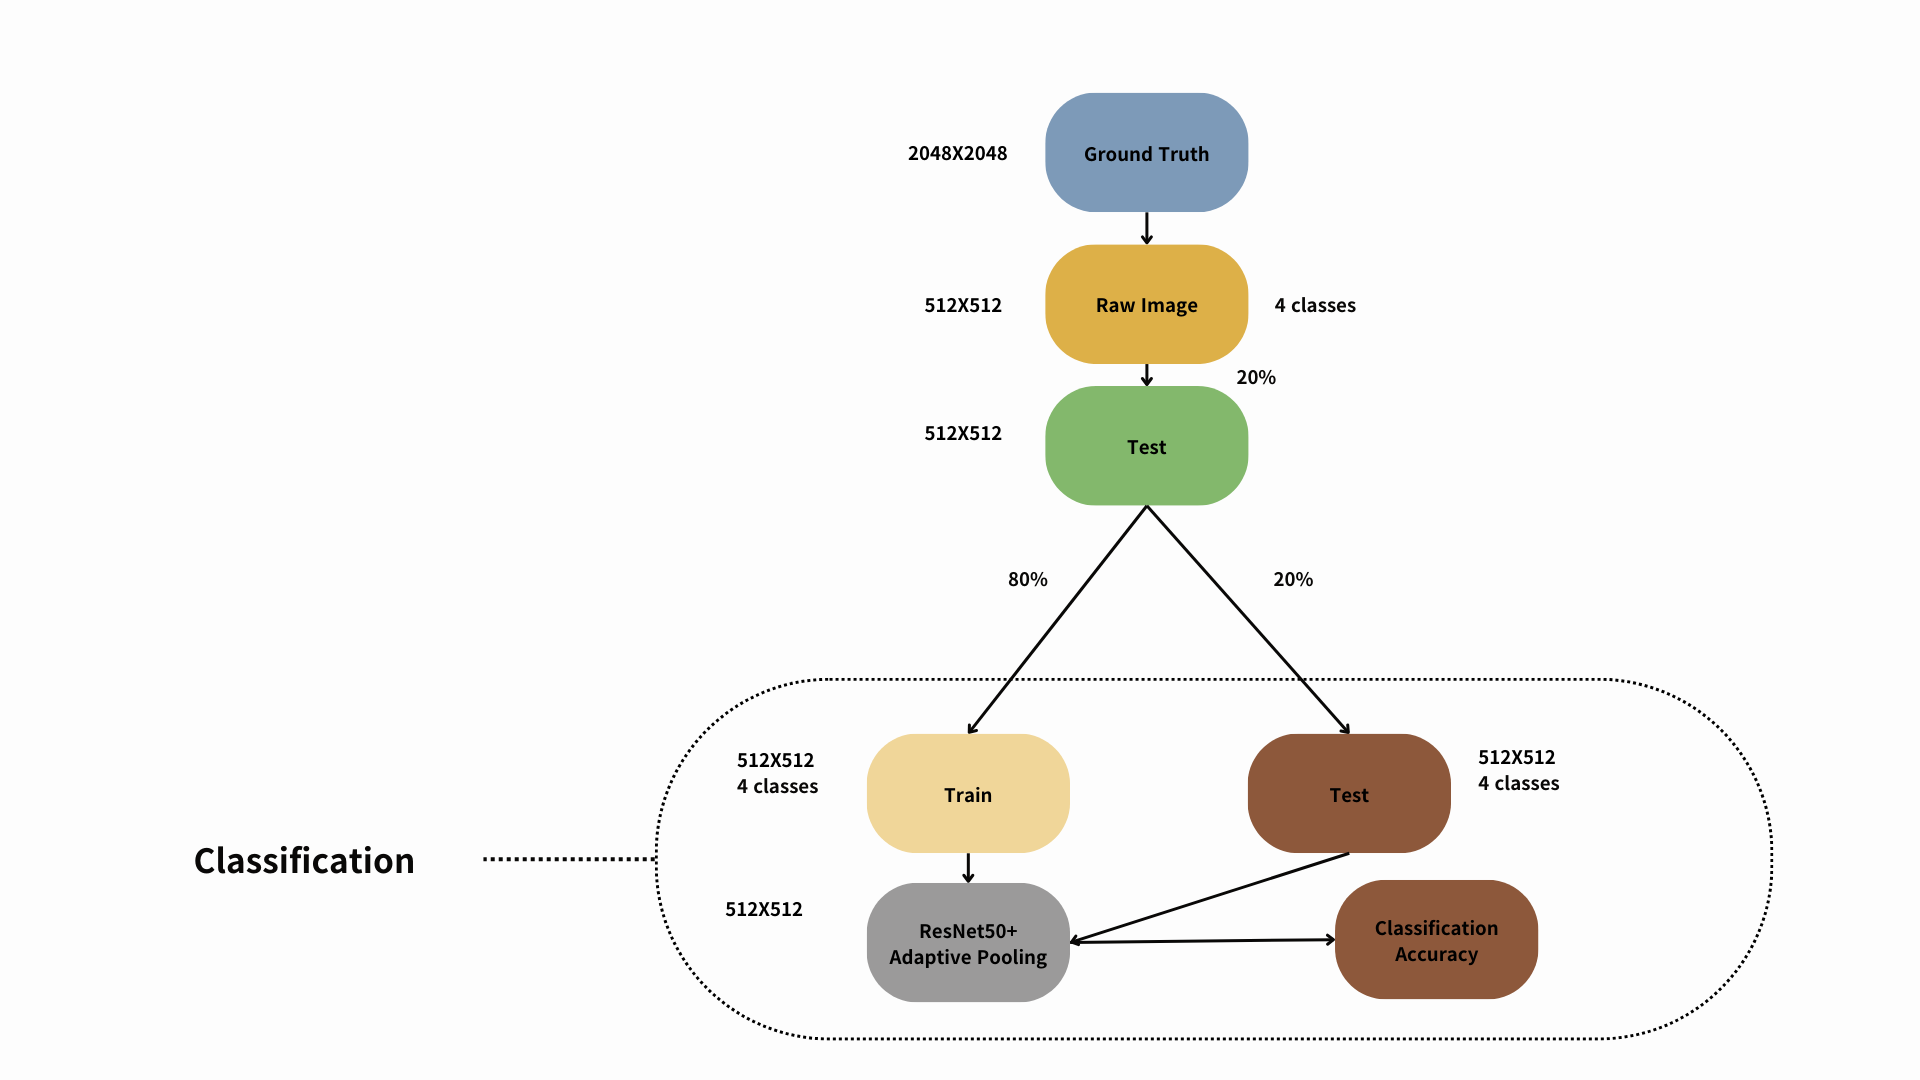 2048X2048
Ground Truth
512X512
Raw Image
4 classes
20%
512X512
Test
80%
20%
512X512
4 classes
Train
Test
512X512
4 classes
Classification
512X512
ResNet50+
Adaptive Pooling
Classification
Accuracy